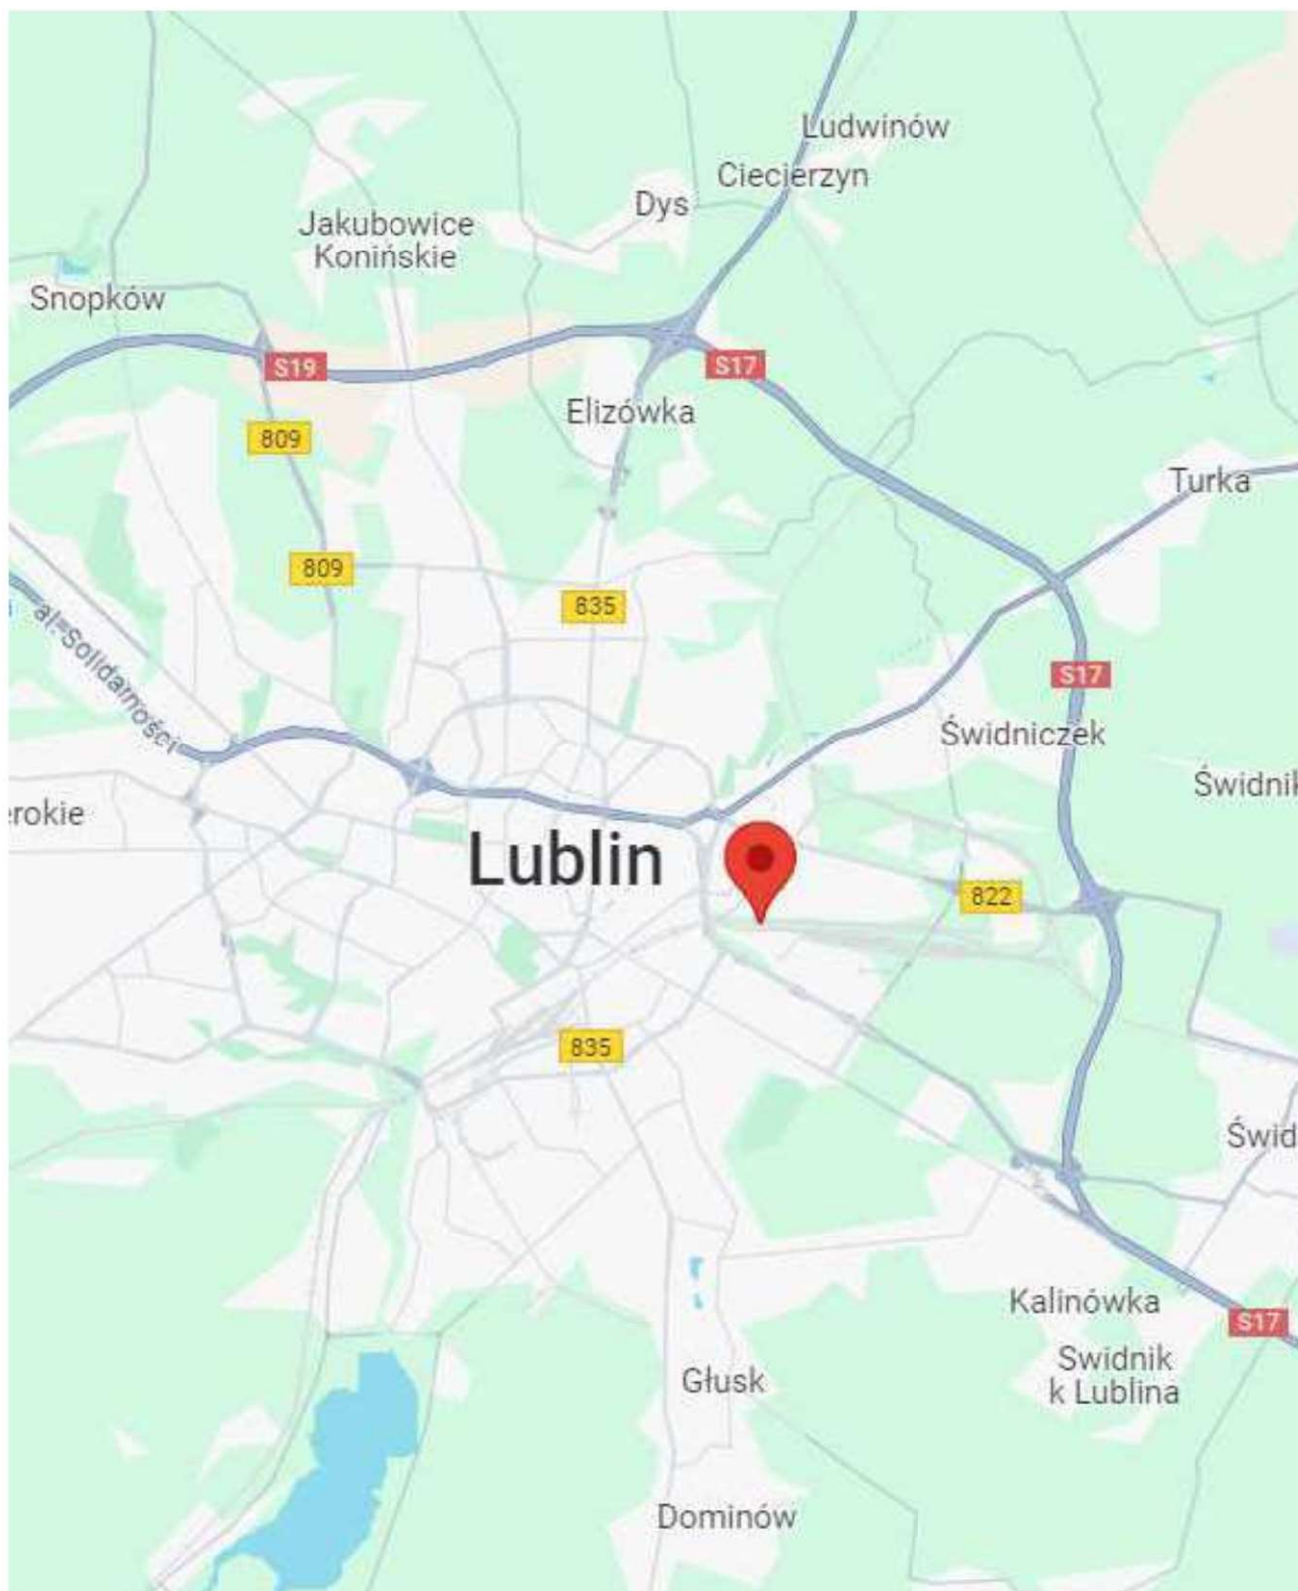 Ludwinów
Ciecierzyn
Dys
Jakubowice
Konińskie
Snopków
S19
S17
Elizówka
809
Turka
809
835
al. Solidarności
S17
Świdniczek
Świdnik
erokie
Lublin
822
835
Świd
Kalinówka
S17
Swidnik
k Lublina
Głusk
Dominów